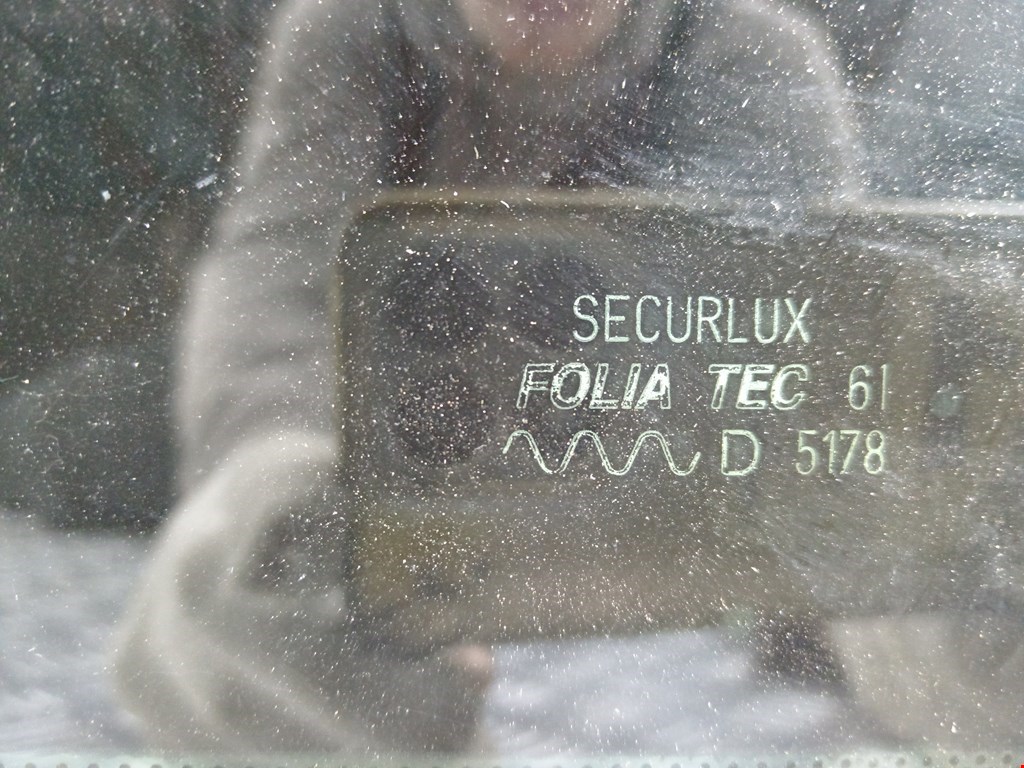 SECURLUX
FOLIA TEC 61
D 5178